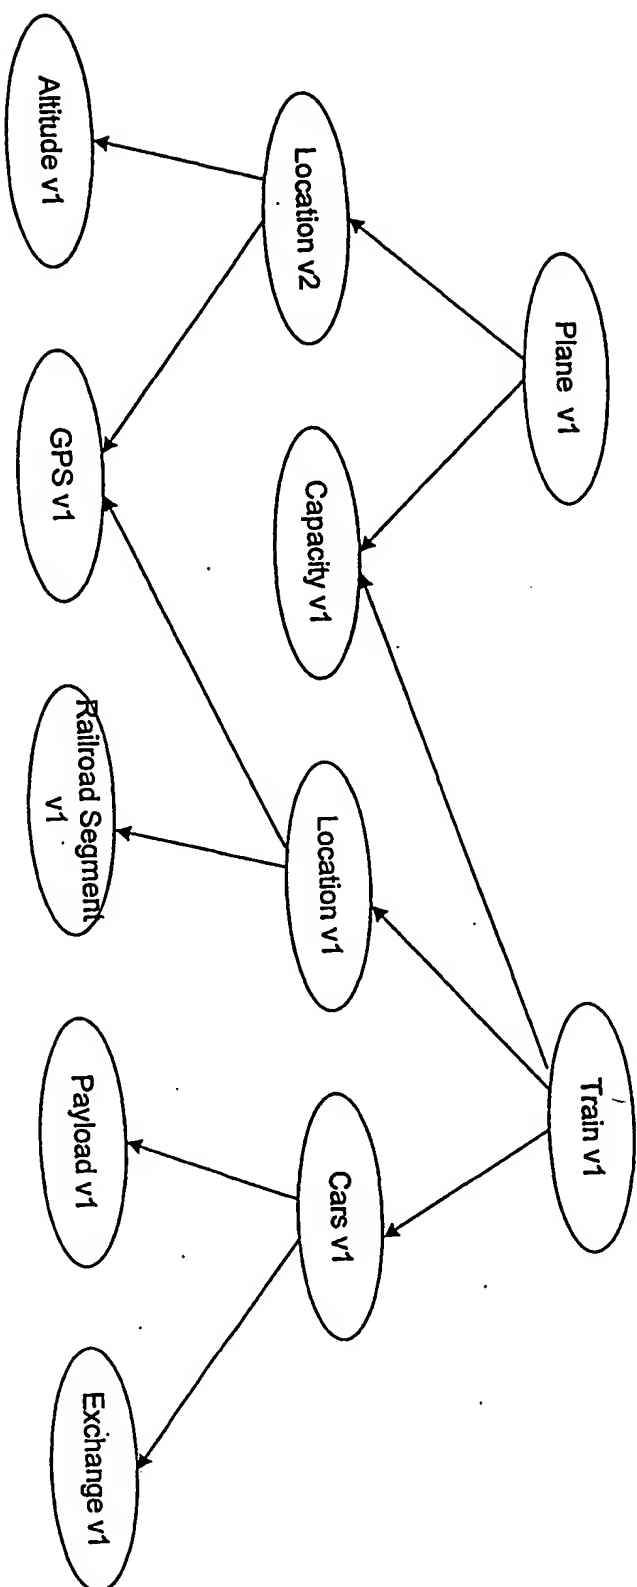 Plane v1
Train v1
Location v2
Capacity v1
Location v1
Cars v1
Altitude v1
GPS v1
Railroad Segment
v1
Payload v1
Exchange v1